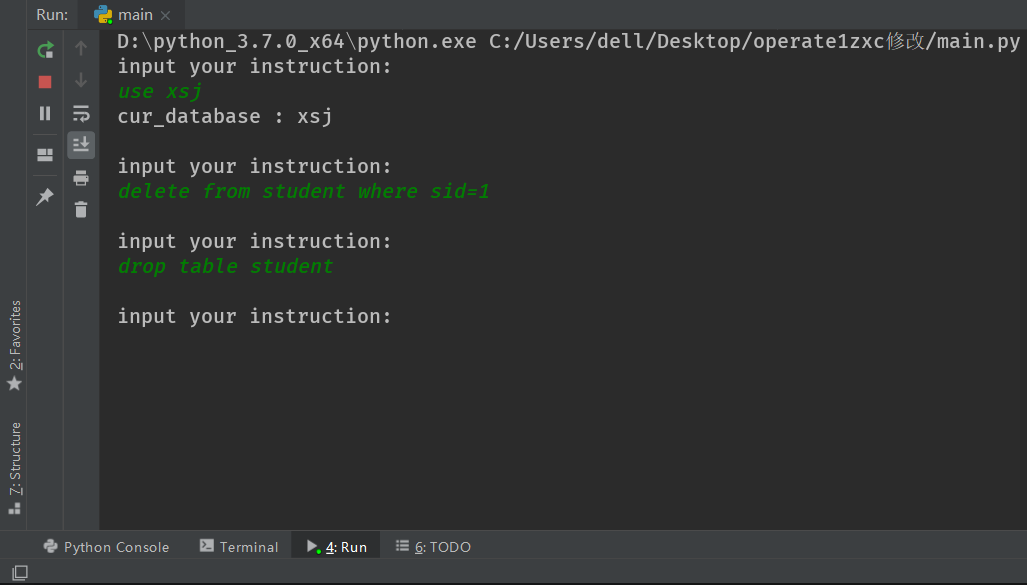 Run:
main
D:\python_3.7.0_x64\python.exe C:/Users/dell/Desktop/operate1zxc修改/main.py
input your instruction:
use xsj
cur_database : xsj
input your instruction:
delete from student where sid=1
input your instruction:
drop table student
input your instruction:
2: Favorites
7: Structure
Python Console
Terminal
4: Run
6: TODO